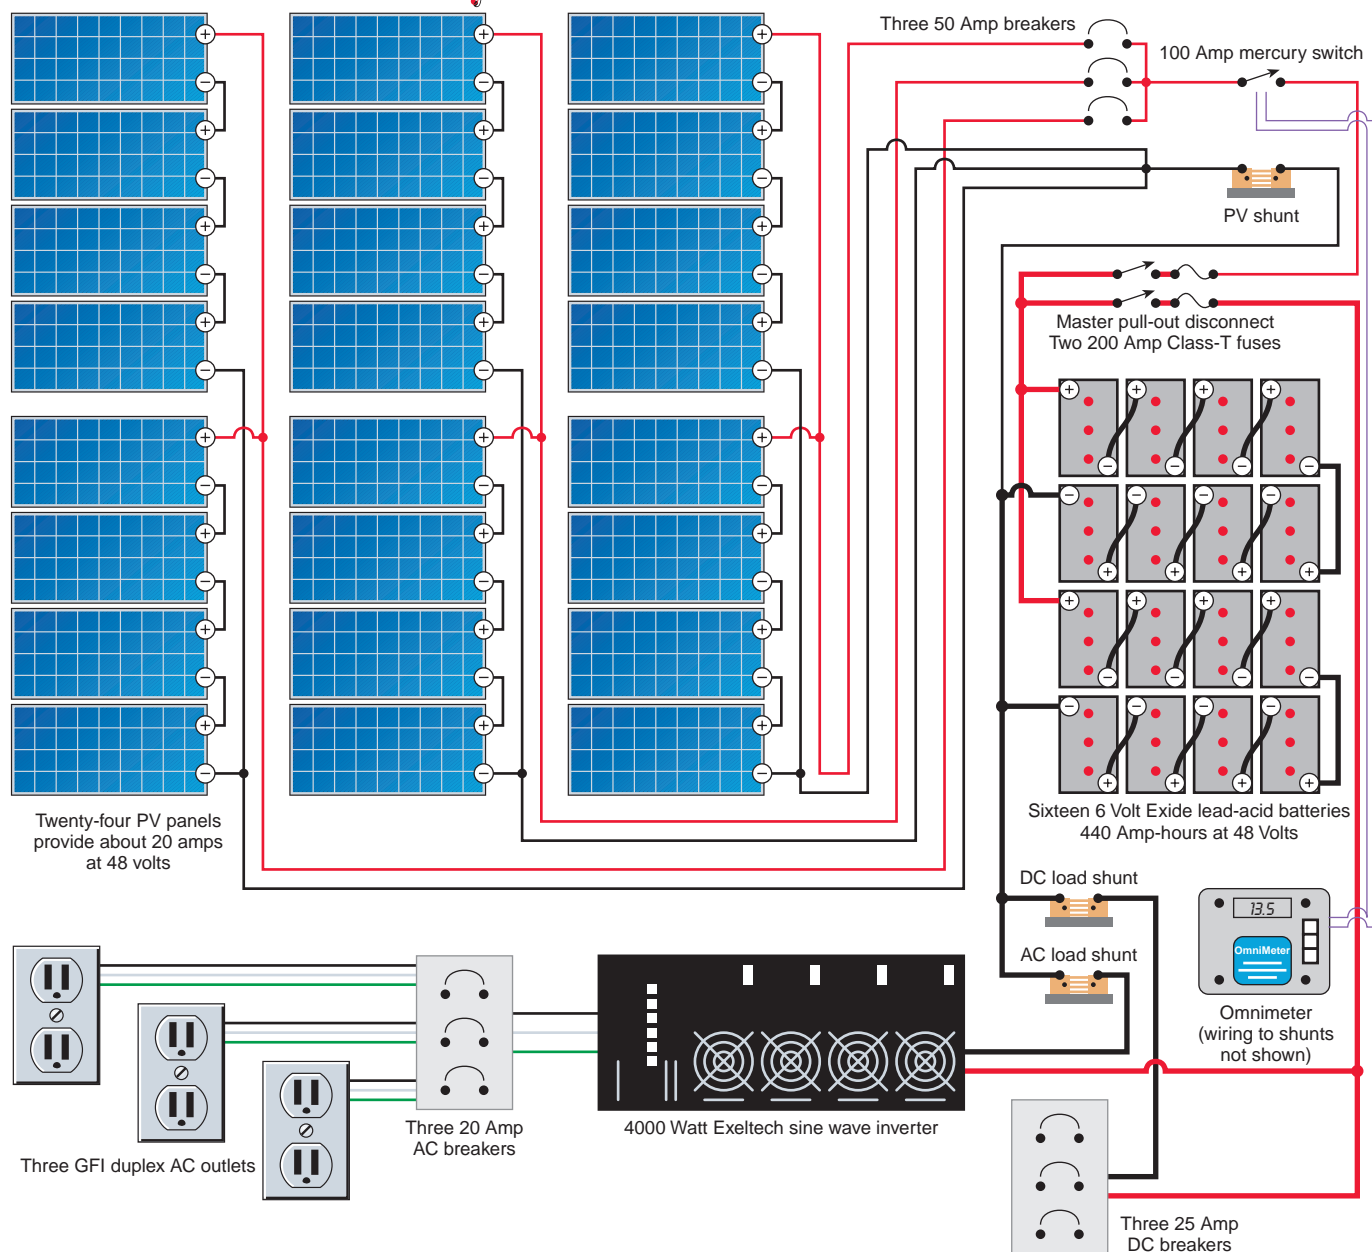 Three 50 Amp breakers
100 Amp mercury switch
PV shunt
Master pull-out disconnect
Two 200 Amp Class-T fuses
Sixteen 6 Volt Exide lead-acid batteries
440 Amp-hours at 48 Volts
Twenty-four PV panels
provide about 20 amps
at 48 volts
DC load shunt
AC load shunt
13.5
OmniMeter
Omnimeter
(wiring to shunts
not shown)
Three 20 Amp
AC breakers
4000 Watt Exeltech sine wave inverter
Three GFI duplex AC outlets
Three 25 Amp
DC breakers